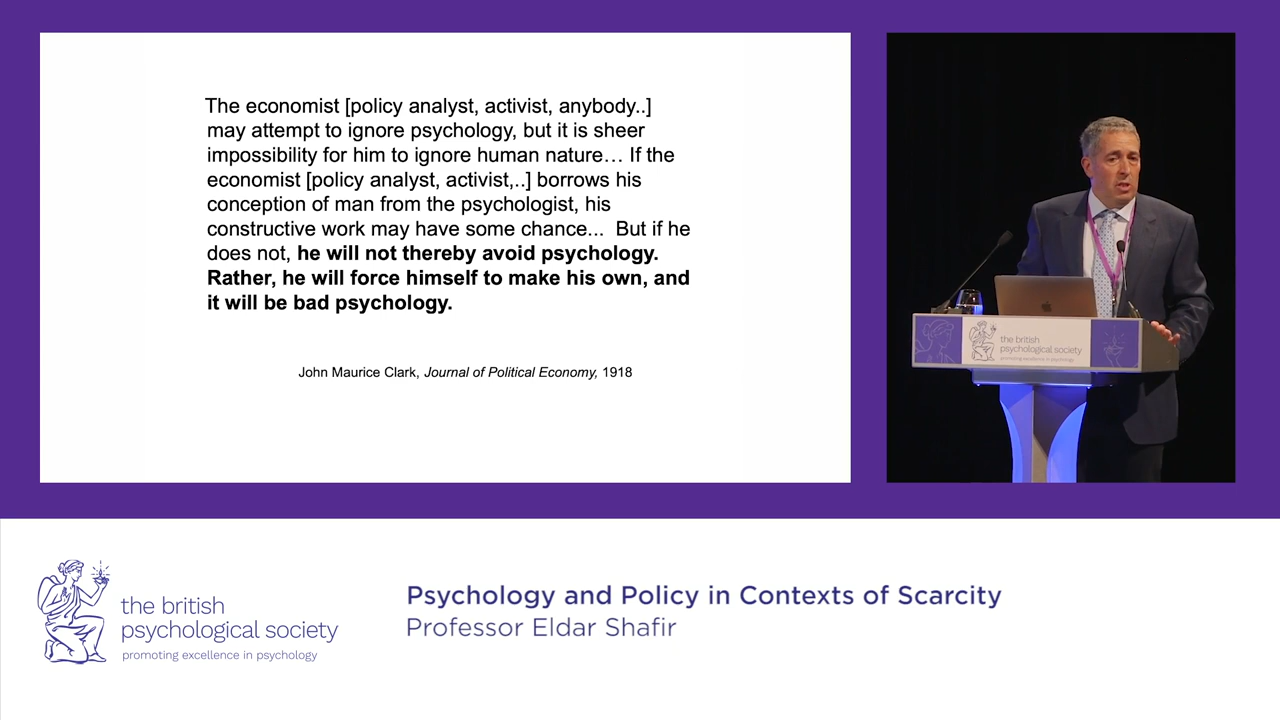 The economist [policy analyst, activist, anybody..]
may attempt to ignore psychology, but it is sheer
impossibility for him to ignore human nature… If the
economist [policy analyst, activist,..] borrows his
conception of man from the psychologist, his
constructive work may have some chance... But if he
does not, he will not thereby avoid psychology.
Rather, he will force himself to make his own, and
it will be bad psychology.
John Maurice Clark, Journal of Political Economy, 1918
the british
psychological society
promoting excellence in psychology
the british
psychological society
promoting excellence in psychology
Psychology and Policy in Contexts of Scarcity
Professor Eldar Shafir